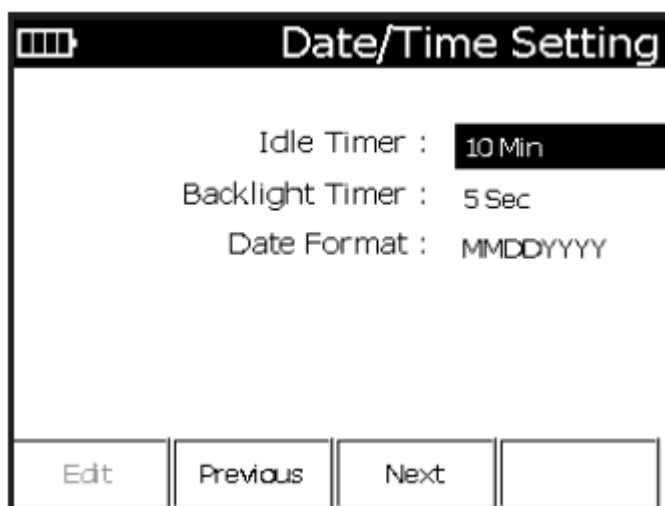 Date/Time Setting
Idle Timer : 10 Min
Backlight Timer : 5 Sec
Date Format : MMDDYYYY
Edit Previous Next